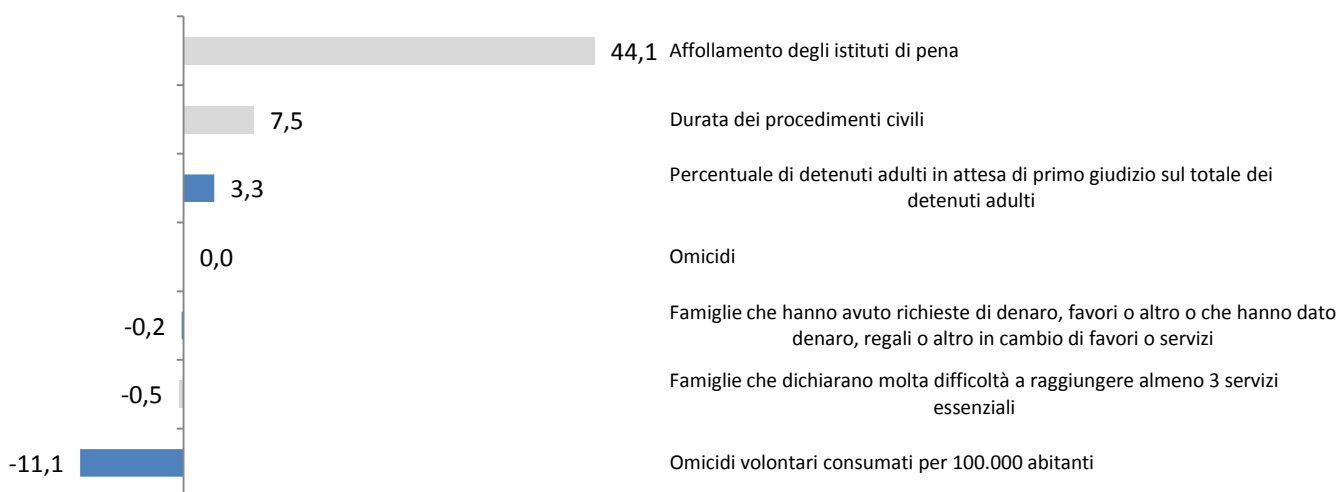 44,1 Affollamento degli istituti di pena
7,5 Durata dei procedimenti civili
3,3 Percentuale di detenuti adulti in attesa di primo giudizio sul totale dei
detenuti adulti
0,0 Omicidi
-0,2 Famiglie che hanno avuto richieste di denaro, favori o altro o che hanno dato
denaro, regali o altro in cambio di favori o servizi
-0,5 Famiglie che dichiarano molta difficoltà a raggiungere almeno 3 servizi
essenziali
-11,1 Omicidi volontari consumati per 100.000 abitanti